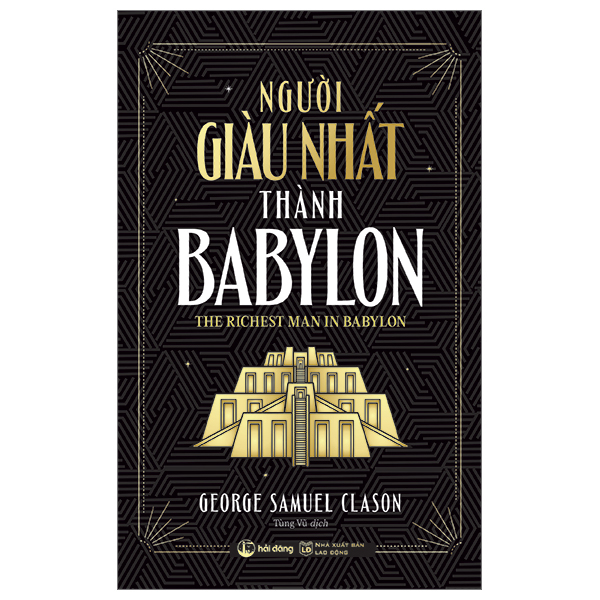 NGƯỜI
GIÀU NHẤT
THÀNH
BABYLON
THE RICHEST MAN IN BABYLON
GEORGE SAMUEL CLASON
Tùng Vũ dịch
hải đăng
LĐ NHÀ XUẤT BẢN
LAO ĐỘNG